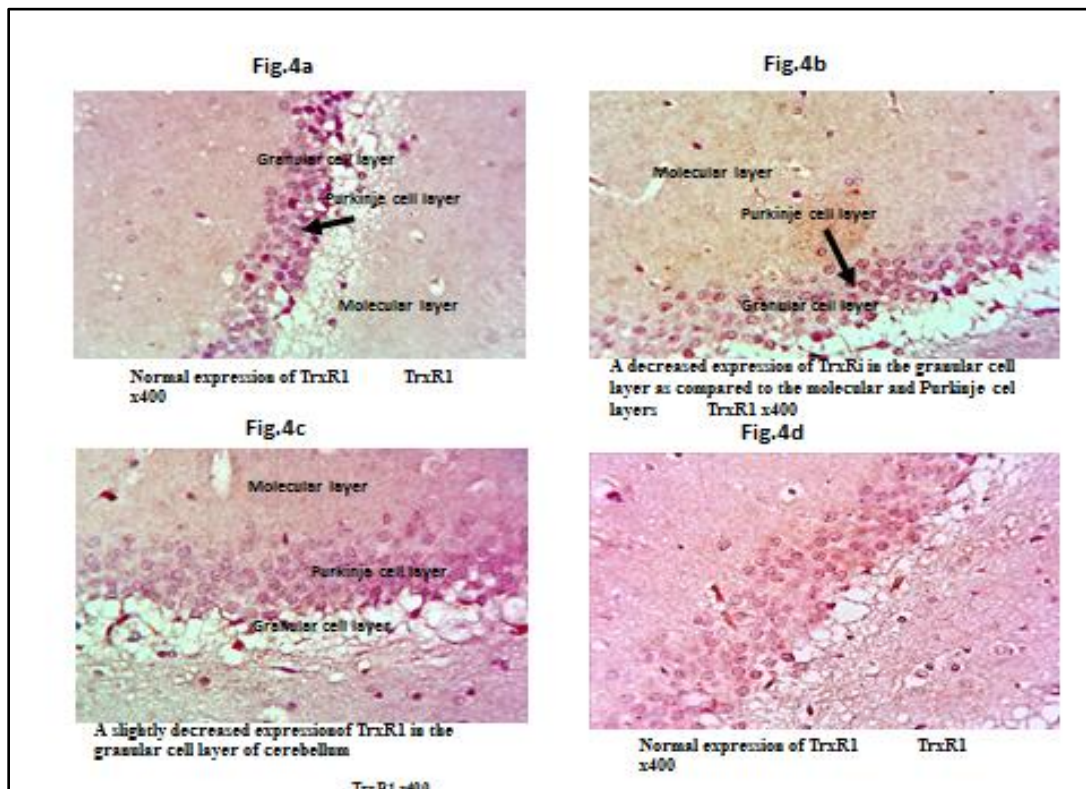 Fig.4a
Granular cell layer
Purkinje cell layer
Molecular layer
Normal expression of TrxR1 TrxR1
x400
Fig.4b
Molecular layer
Purkinje cell layer
Granular cell layer
A decreased expression of TrxRi in the granular cell
layer as compared to the molecular and Purkinje cel
layers TrxR1 x400
Fig.4c
Molecular layer
Purkinje cell layer
Granular cell layer
A slightly decreased expressionof TrxR1 in the
granular cell layer of cerebellum
TrxR1 x400
Fig.4d
Normal expression of TrxR1 TrxR1
x400